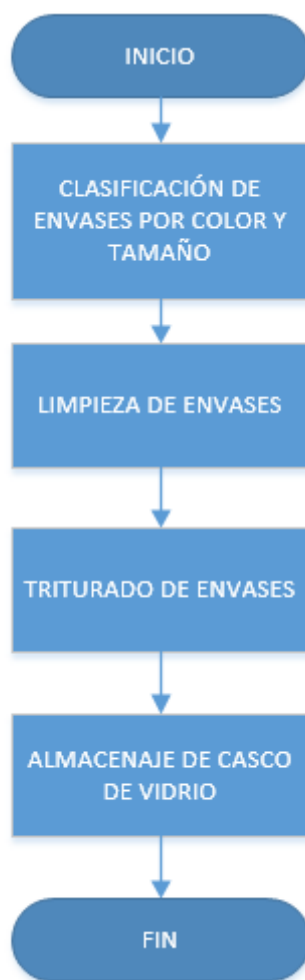 INICIO
CLASIFICACIÓN DE
ENVASES POR COLOR Y
TAMAÑO
LIMPIEZA DE ENVASES
TRITURADO DE ENVASES
ALMACENAJE DE CASCO
DE VIDRIO
FIN